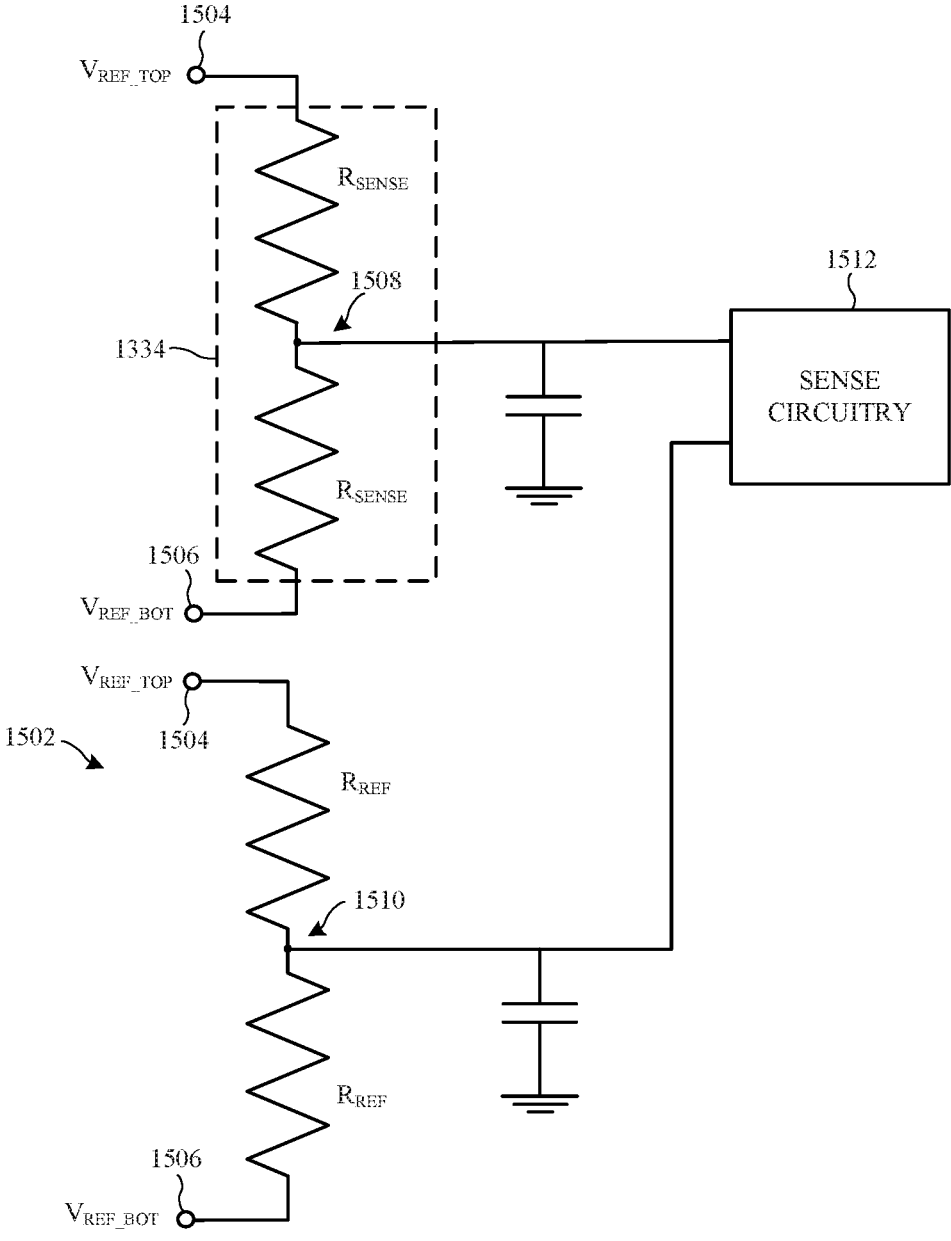 1504
V_REF_TOP
R_SENSE
1508
1512
1334
SENSE
CIRCUITRY
R_SENSE
1506
V_REF_BOT
V_REF_TOP
1504
1502
R_REF
1510
R_REF
1506
V_REF_BOT